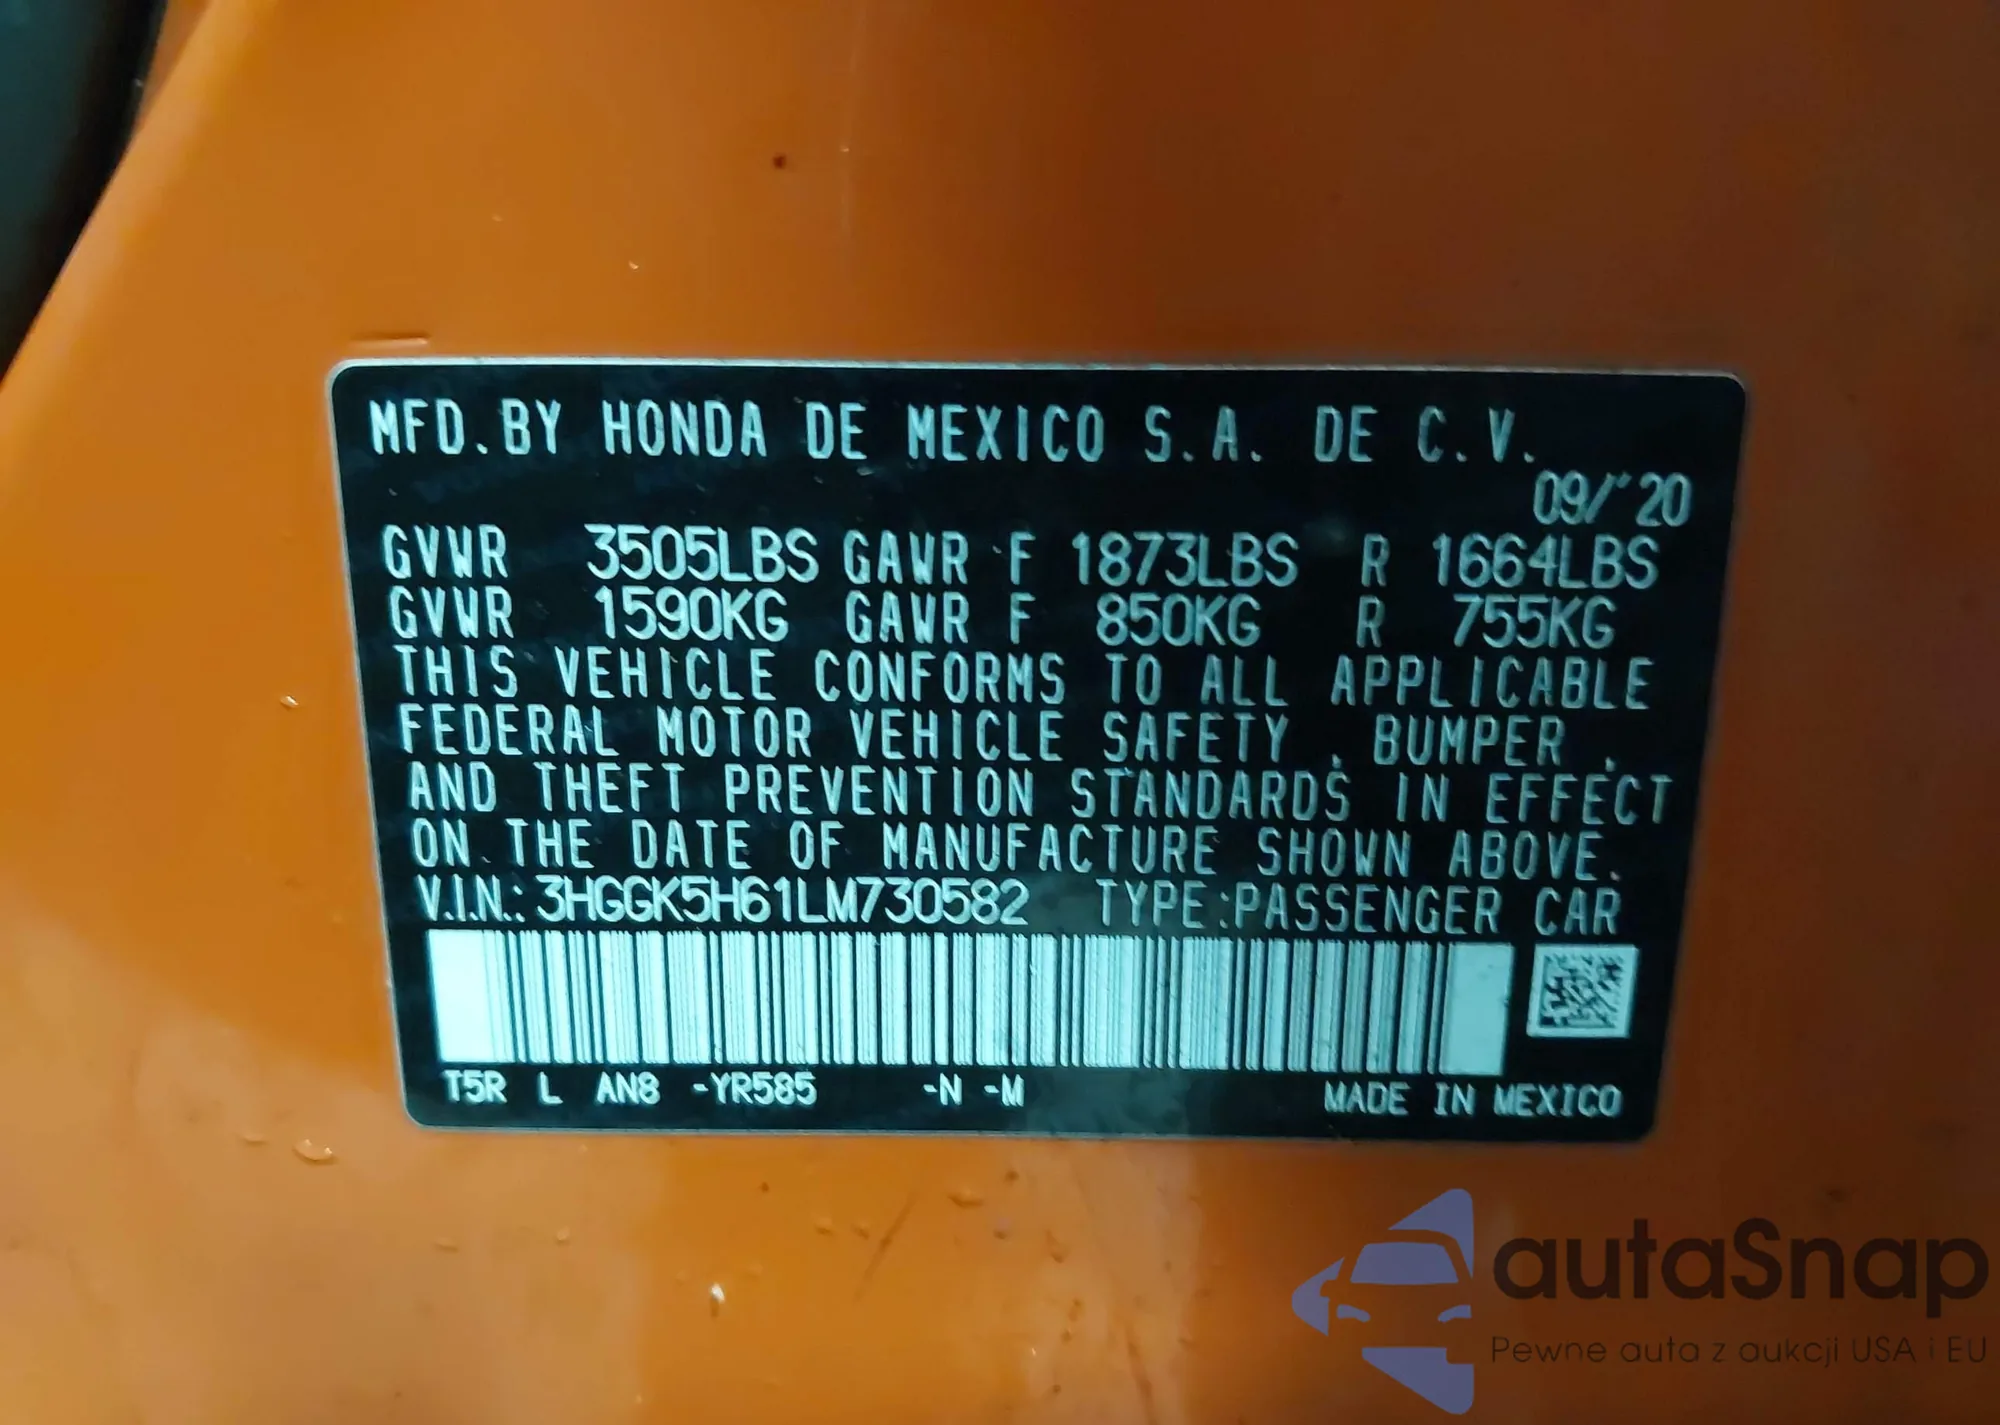 MFD.BY HONDA DE MEXICO S.A. DE C.V.
09/'20
GVWR 3505LBS GAWR F 1873LBS R 1664LBS
GVWR 1590KG GAWR F 850KG R 755KG
THIS VEHICLE CONFORMS TO ALL APPLICABLE
FEDERAL MOTOR VEHICLE SAFETY , BUMPER ,
AND THEFT PREVENTION STANDARDS IN EFFECT
ON THE DATE OF MANUFACTURE SHOWN ABOVE.
V.I.N.: 3HGGK5H61LM730582 TYPE:PASSENGER CAR
T5R L AN8 -YR585 -N -M MADE IN MEXICO
autaSnap
Pewne auta z aukcji USA i EU